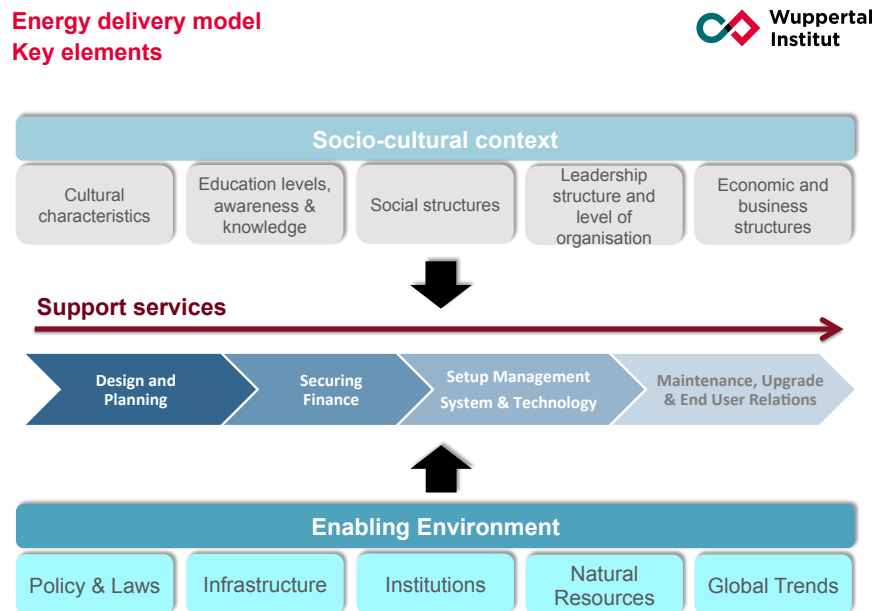 Energy delivery model
Key elements
Wuppertal
Institut
Socio-cultural context
Cultural
characteristics
Education levels,
awareness &
knowledge
Social structures
Leadership
structure and
level of
organisation
Economic and
business
structures
Support services
Design and
Planning
Securing
Finance
Setup Management
System & Technology
Maintenance, Upgrade
& End User Relations
Enabling Environment
Policy & Laws
Infrastructure
Institutions
Natural
Resources
Global Trends